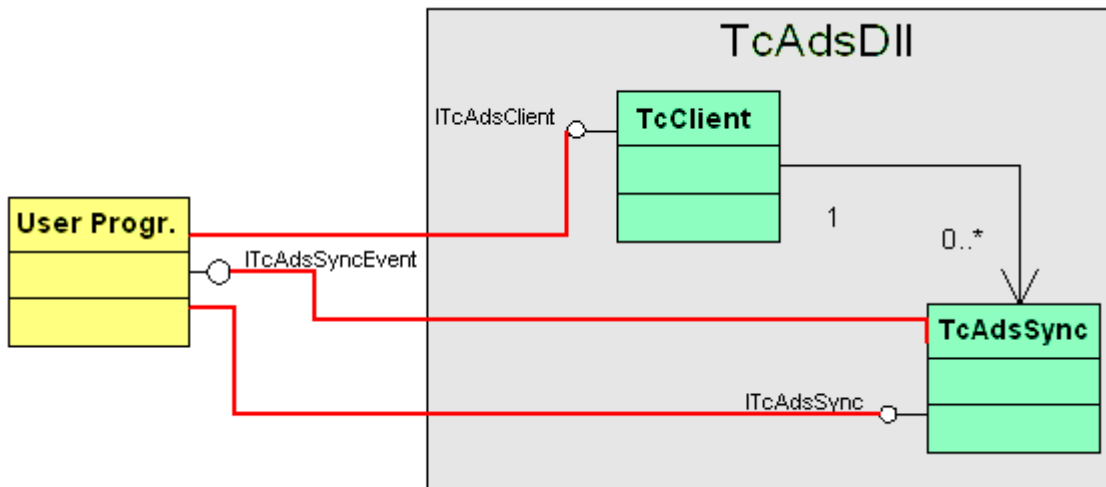 TcAdsDll
ITcAdsClient
TcClient
User Progr.
ITcAdsSyncEvent
1
0..*
TcAdsSync
ITcAdsSync